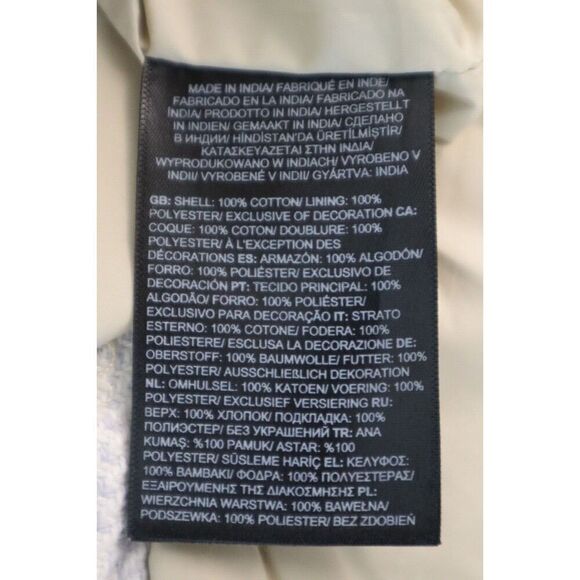 MADE IN INDIA/ FABRIQUÉ EN INDE/
FABRICADO EN LA INDIA/ FABRICADO NA
ÍNDIA/ PRODOTTO IN INDIA/ HERGESTELLT
IN INDIEN/ GEMAAKT IN INDIA/ СДЕЛАНО
В ИНДИИ/ HİNDİSTAN'DA ÜRETİLMİŞTİR/
ΚΑΤΑΣΚΕΥΑΖΕΤΑΙ ΣΤΗΝ ΙΝΔΙΑ/
WYPRODUKOWANO W INDIACH/ VYROBENO V
INDII/ VYROBENÉ V INDII/ GYÁRTVA: INDIA
GB: SHELL: 100% COTTON/ LINING: 100%
POLYESTER/ EXCLUSIVE OF DECORATION CA:
COQUE: 100% COTON/ DOUBLURE: 100%
POLYESTER/ À L'EXCEPTION DES
DÉCORATIONS ES: ARMAZÓN: 100% ALGODÓN/
FORRO: 100% POLIÉSTER/ EXCLUSIVO DE
DECORACIÓN PT: TECIDO PRINCIPAL: 100%
ALGODÃO/ FORRO: 100% POLIÉSTER/
EXCLUSIVO PARA DECORAÇÃO IT: STRATO
ESTERNO: 100% COTONE/ FODERA: 100%
POLIESTERE/ ESCLUSA LA DECORAZIONE DE:
OBERSTOFF: 100% BAUMWOLLE/ FUTTER: 100%
POLYESTER/ AUSSCHLIEßLICH DEKORATION
NL: OMHULSEL: 100% KATOEN/ VOERING: 100%
POLYESTER/ EXCLUSIEF VERSIERING RU:
ВЕРХ: 100% ХЛОПОК/ ПОДКЛАДКА: 100%
ПОЛИЭСТЕР/ БЕЗ УКРАШЕНИЙ TR: ANA
KUMAŞ: %100 PAMUK/ ASTAR: %100
POLYESTER/ SÜSLEME HARİÇ EL: ΚΕΛΥΦΟΣ:
100% ΒΑΜΒΑΚΙ/ ΦΟΔΡΑ: 100% ΠΟΛΥΕΣΤΕΡΑΣ/
ΕΞΑΙΡΟΥΜΕΝΗΣ ΤΗΣ ΔΙΑΚΟΣΜΗΣΗΣ PL:
WIERZCHNIA WARSTWA: 100% BAWEŁNA/
PODSZEWKA: 100% POLIESTER/ BEZ ZDOBIEŃ